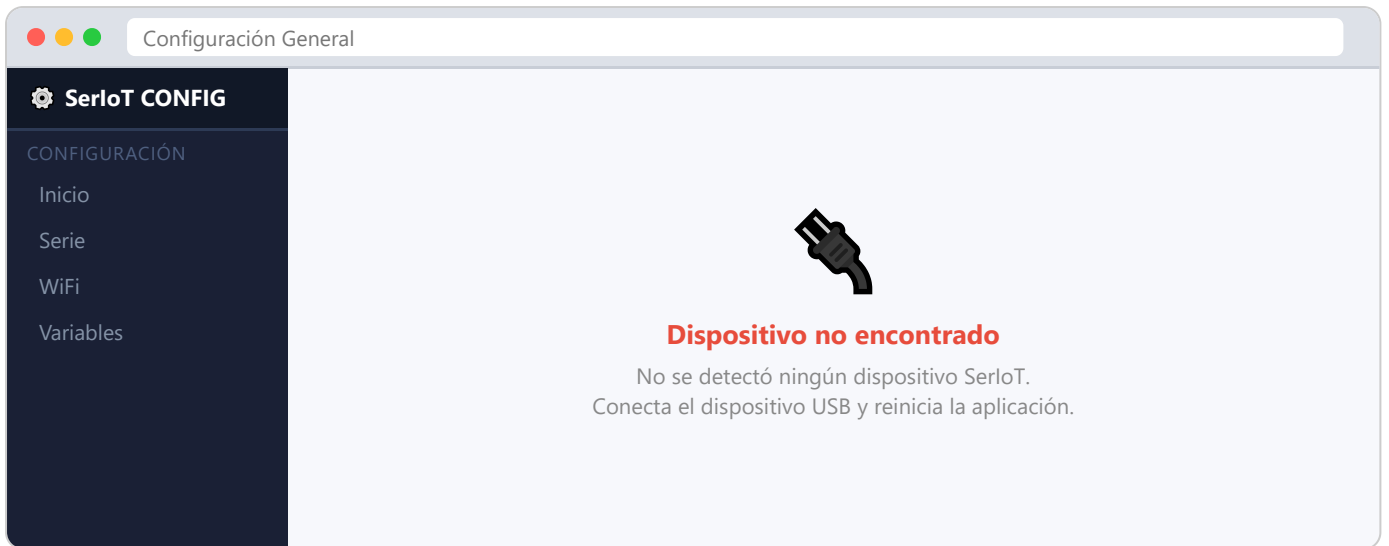 Configuración General
SerIoT CONFIG
CONFIGURACIÓN
Inicio
Serie
WiFi
Variables
Dispositivo no encontrado
No se detectó ningún dispositivo SerIoT.
Conecta el dispositivo USB y reinicia la aplicación.